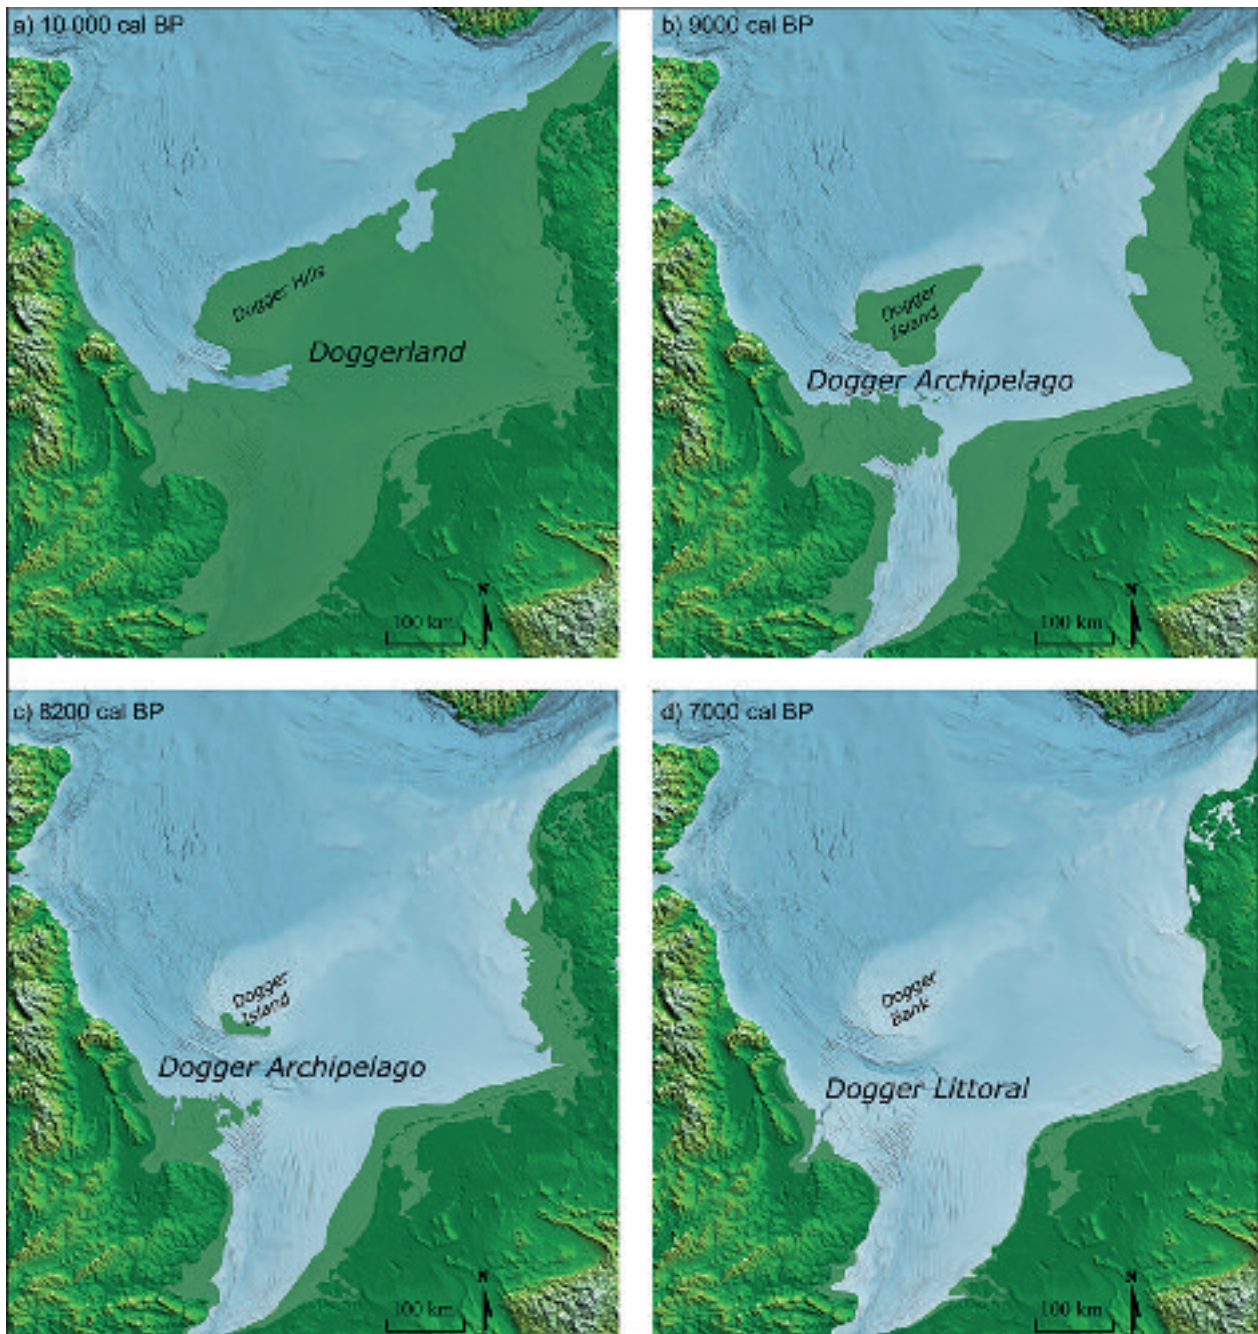 a) 10 000 cal BP
Dogger Hills
Doggerland
N
100 km
b) 9000 cal BP
Dogger
Island
Dogger Archipelago
N
100 km
c) 8200 cal BP
Dogger
Island
Dogger Archipelago
N
100 km
d) 7000 cal BP
Dogger
Bank
Dogger Littoral
N
100 km